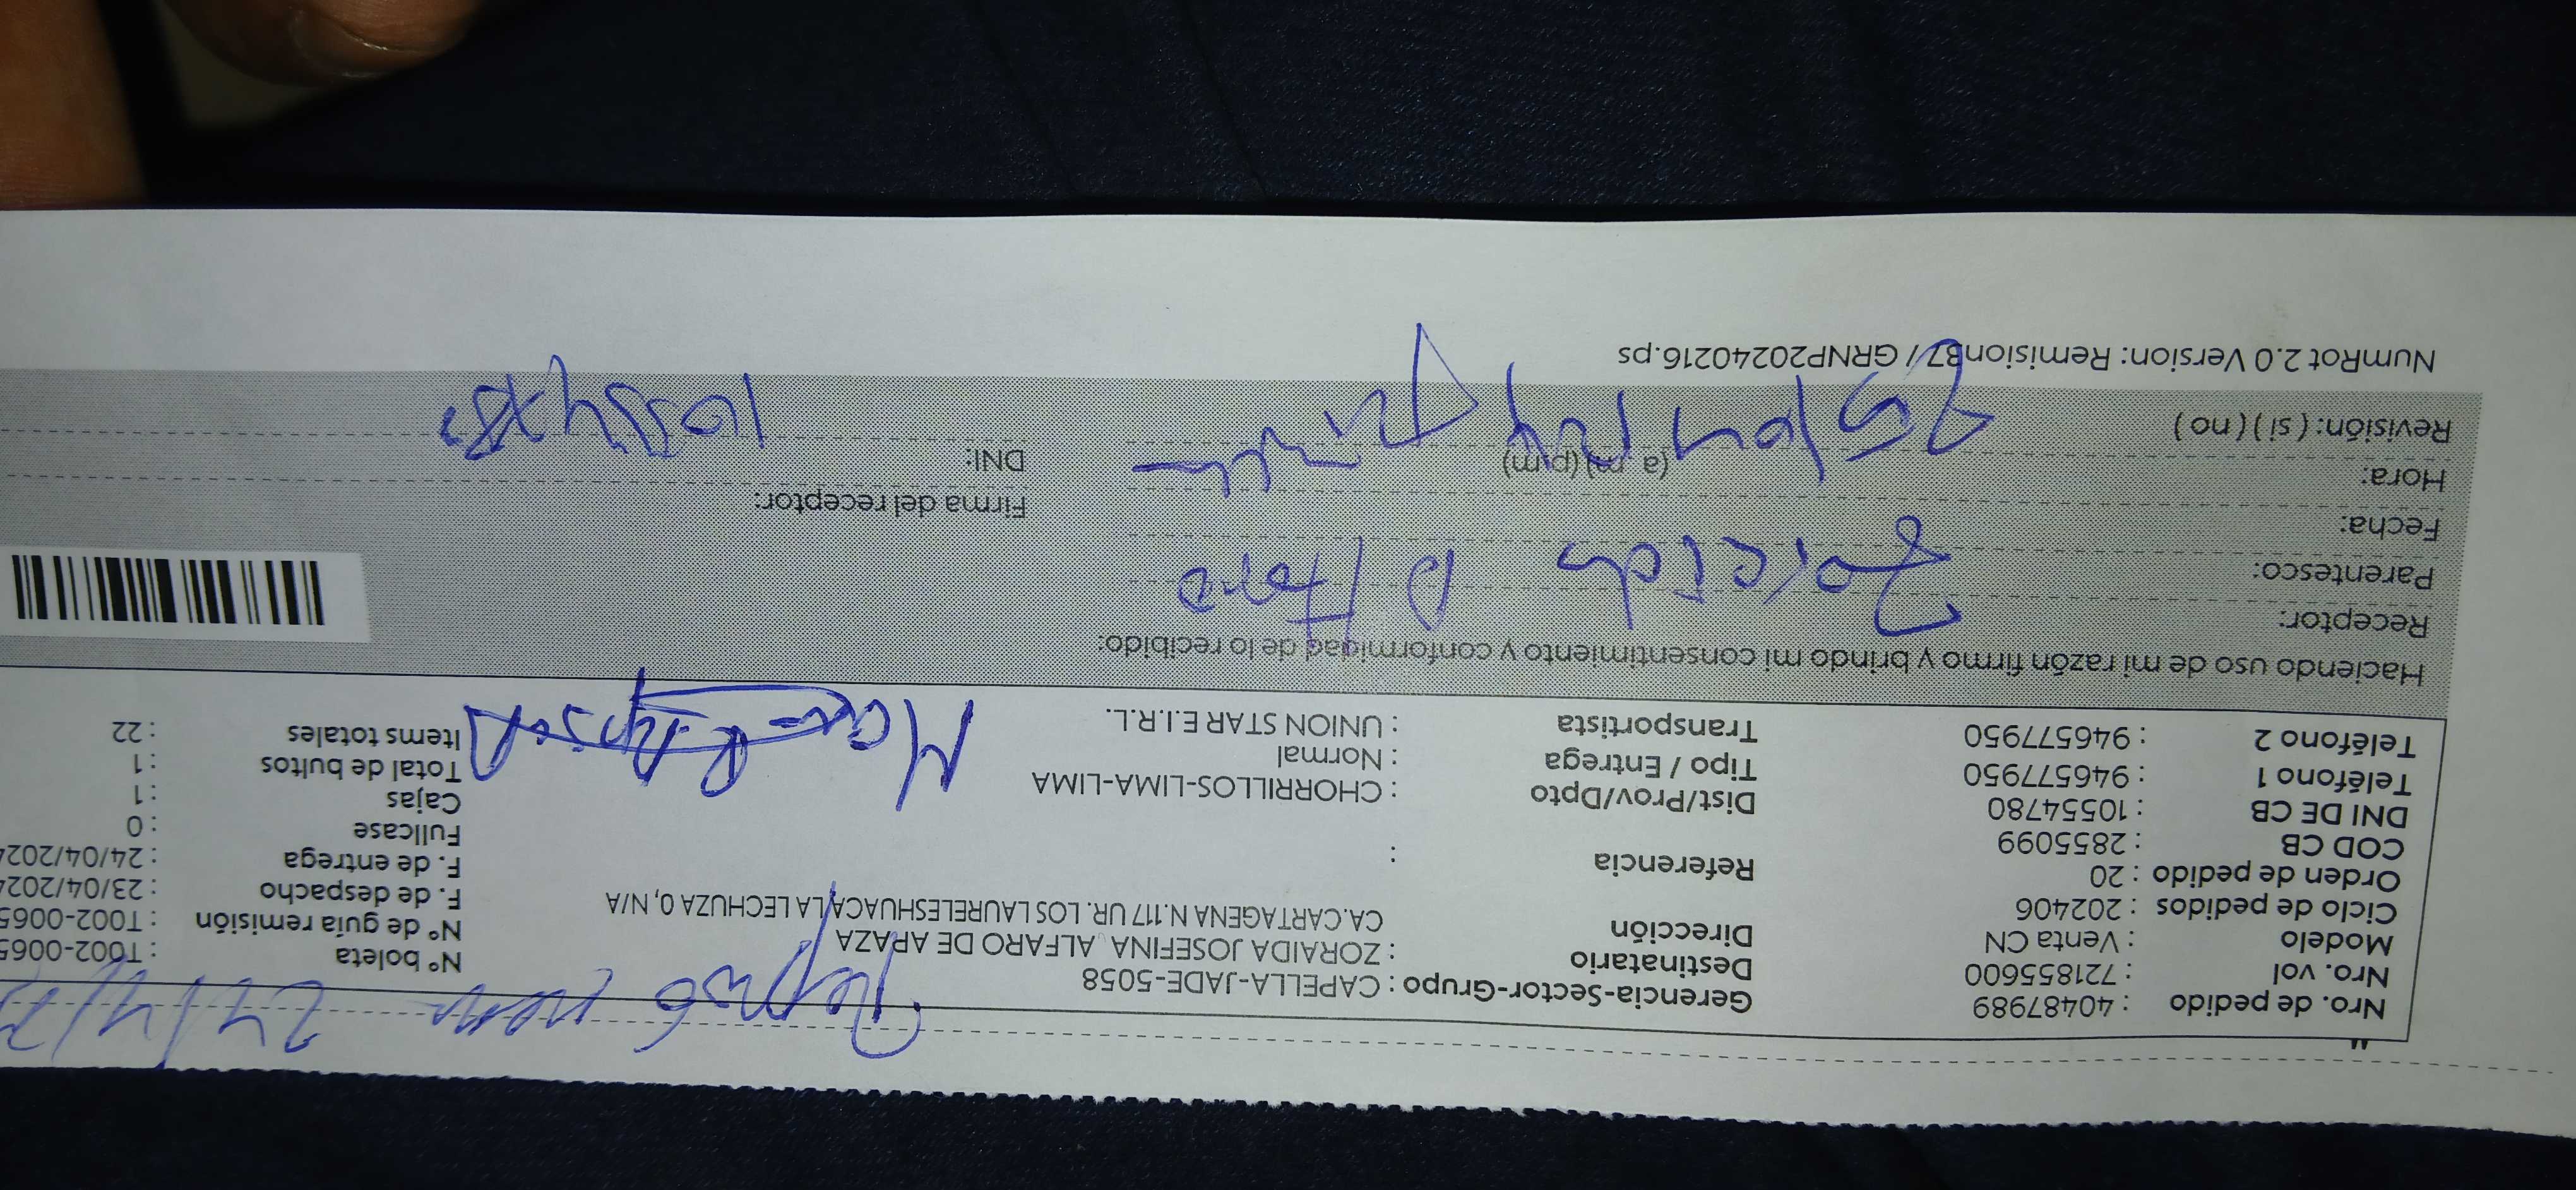 Nro. de pedido : 40487989
Nro. vol : 721855600
Modelo : Venta CN
Ciclo de pedidos : 202406
Orden de pedido : 20
COD CB : 2855099
DNI DE CB : 10554780
Teléfono 1 : 946577950
Teléfono 2 : 946577950
Gerencia-Sector-Grupo : CAPELLA-JADE-5058
Destinatario : ZORAIDA JOSEFINA ALFARO DE ARAZA
Dirección CA.CARTAGENA N.117 UR. LOS LAURELESHUACA LA LECHUZA 0, N/A
Referencia :
Dist/Prov/Dpto : CHORRILLOS-LIMA-LIMA
Tipo / Entrega : Normal
Transportista : UNION STAR E.I.R.L.
Nº boleta : T002-0065
Nº de guía remisión : T002-0065
F. de despacho : 23/04/202
F. de entrega : 24/04/202
Fullcase : 0
Cajas : 1
Total de bultos : 1
Items totales : 22
Haciendo uso de mi razón firmo y brindo mi consentimiento y conformidad de lo recibido:
Receptor:
Parentesco:
Fecha:
Hora: (a m) (p m)
Revisión: ( si ) ( no )
Firma del receptor:
DNI:
NumRot 2.0 Version: Remision37 / GRNP20240216.ps